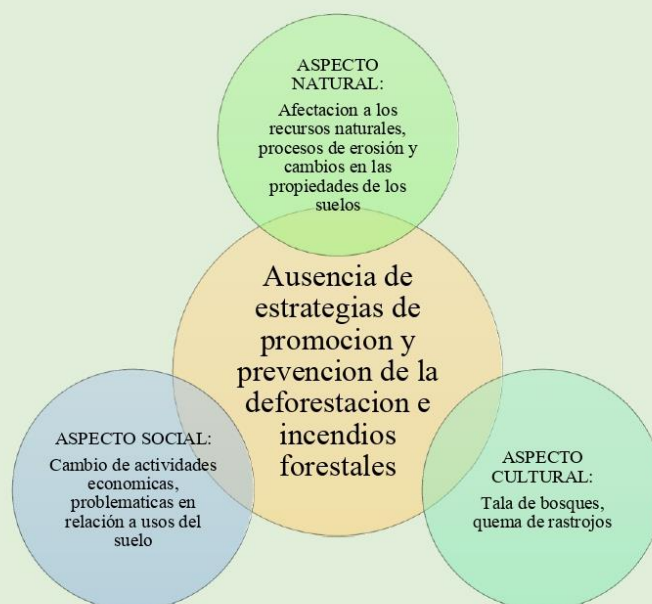 ASPECTO
NATURAL:
Afectacion a los
recursos naturales,
procesos de erosión y
cambios en las
propiedades de los
suelos
Ausencia de
estrategias de
promocion y
prevencion de la
deforestacion e
incendios
forestales
ASPECTO SOCIAL:
Cambio de actividades
economicas,
problematicas en
relación a usos del
suelo
ASPECTO
CULTURAL:
Tala de bosques,
quema de rastrojos